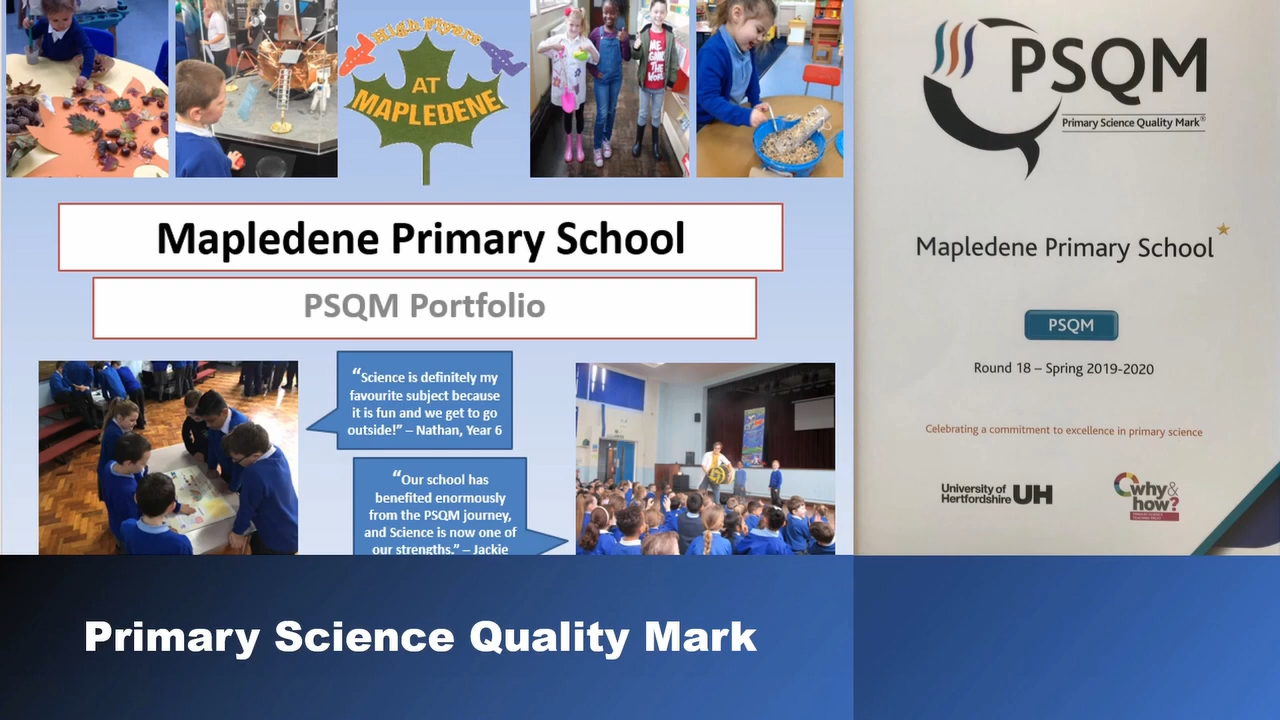 High Flyers
AT
MAPLEDENE
Mapledene Primary School
PSQM Portfolio
“Science is definitely my
favourite subject because
it is fun and we get to go
outside!” – Nathan, Year 6
“Our school has
benefited enormously
from the PSQM journey,
and Science is now one of
our strengths.” – Jackie
PSQM
Primary Science Quality Mark®
Mapledene Primary School
PSQM
Round 18 – Spring 2019-2020
Celebrating a commitment to excellence in primary science
University of
Hertfordshire UH
why&
how?
Primary Science Quality Mark